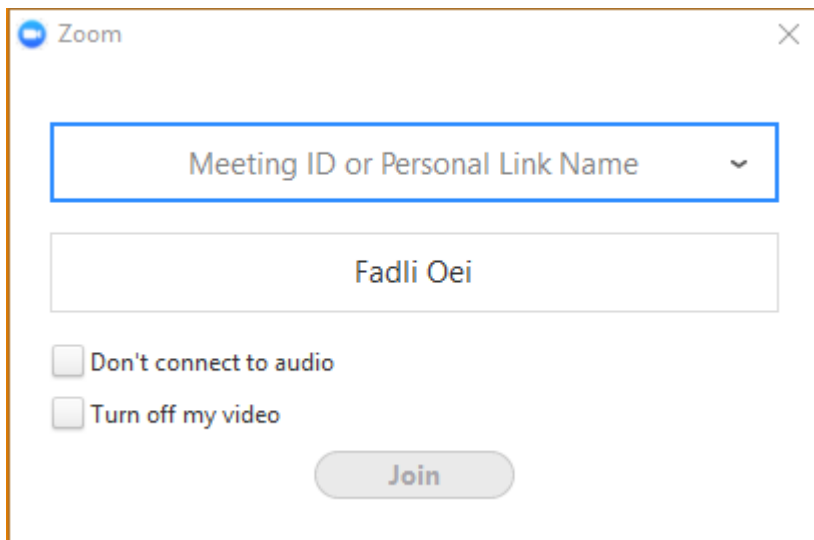 Zoom
Meeting ID or Personal Link Name
Fadli Oei
Don't connect to audio
Turn off my video
Join